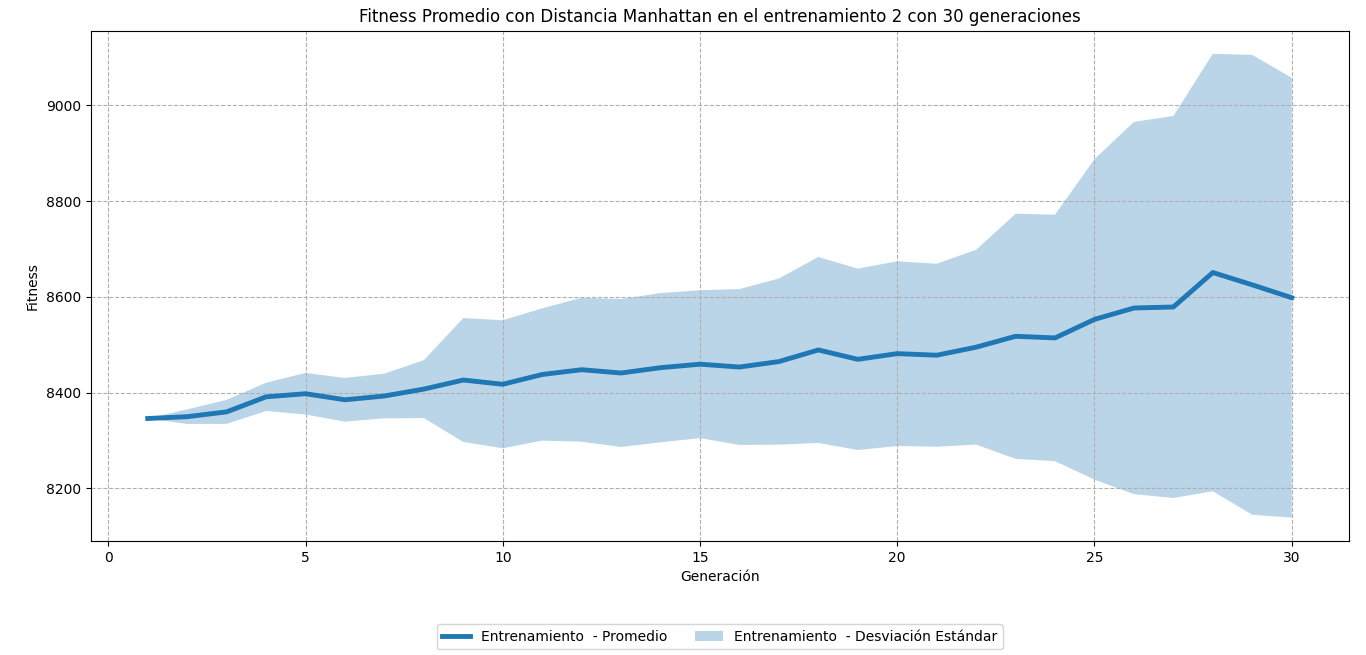 Fitness Promedio con Distancia Manhattan en el entrenamiento 2 con 30 generaciones
9000
8800
8600
8400
8200
Fitness
0 5 10 15 20 25 30
Generación
Entrenamiento  - Promedio Entrenamiento  - Desviación Estándar